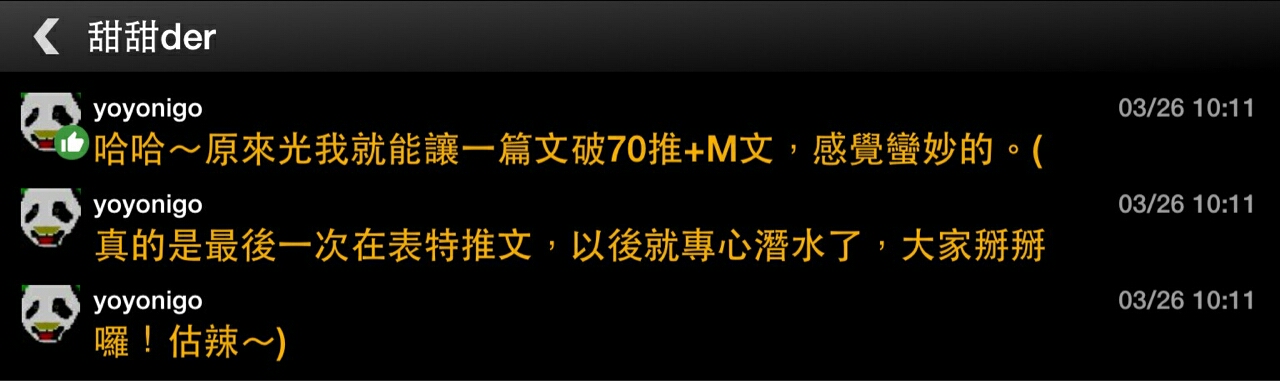 甜甜der
yoyonigo 03/26 10:11
哈哈～原來光我就能讓一篇文破70推+M文，感覺蠻妙的。(
yoyonigo 03/26 10:11
真的是最後一次在表特推文，以後就專心潛水了，大家掰掰
yoyonigo 03/26 10:11
囉！估辣～)